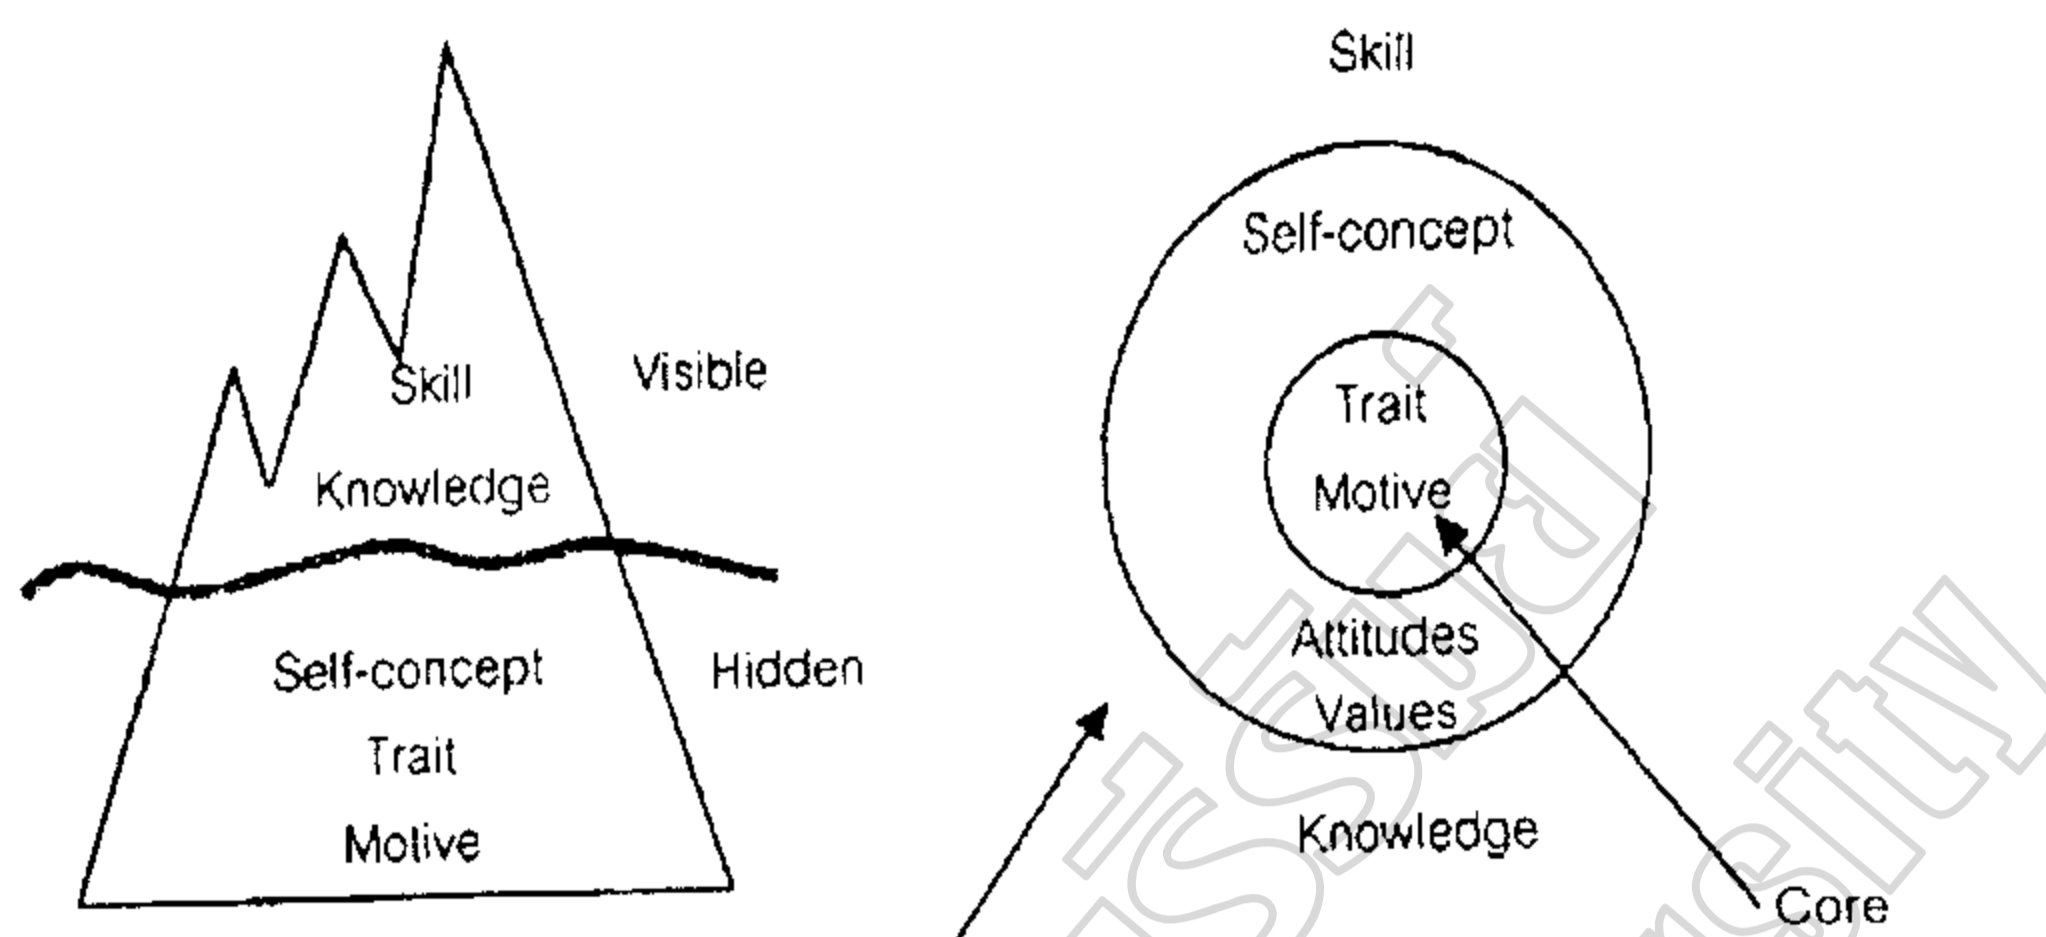 Skill
Visible
Knowledge
Self-concept
Hidden
Trait
Motive
Skill
Self-concept
Trait
Motive
Attitudes
Values
Knowledge
Core